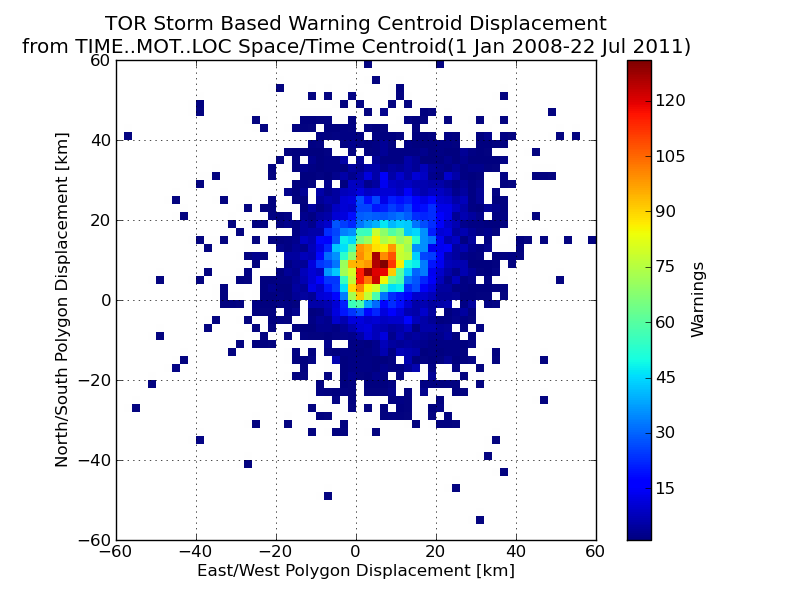 TOR Storm Based Warning Centroid Displacement
from TIME..MOT..LOC Space/Time Centroid(1 Jan 2008-22 Jul 2011)
60
40
20
0
−20
−40
−60
North/South Polygon Displacement [km]
−60 −40 −20 0 20 40 60
East/West Polygon Displacement [km]
120
105
90
75
60
45
30
15
Warnings